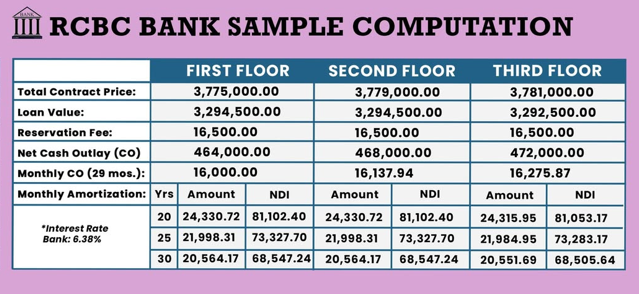 BANK
RCBC BANK SAMPLE COMPUTATION
FIRST FLOOR SECOND FLOOR THIRD FLOOR
Total Contract Price: 3,775,000.00 3,779,000.00 3,781,000.00
Loan Value: 3,294,500.00 3,294,500.00 3,292,500.00
Reservation Fee: 16,500.00 16,500.00 16,500.00
Net Cash Outlay (CO) 464,000.00 468,000.00 472,000.00
Monthly CO (29 mos.): 16,000.00 16,137.94 16,275.87
Monthly Amortization: Yrs Amount NDI Amount NDI Amount NDI
*Interest Rate
Bank: 6.38%
20 24,330.72 81,102.40 24,330.72 81,102.40 24,315.95 81,053.17
25 21,998.31 73,327.70 21,998.31 73,327.70 21,984.95 73,283.17
30 20,564.17 68,547.24 20,564.17 68,547.24 20,551.69 68,505.64